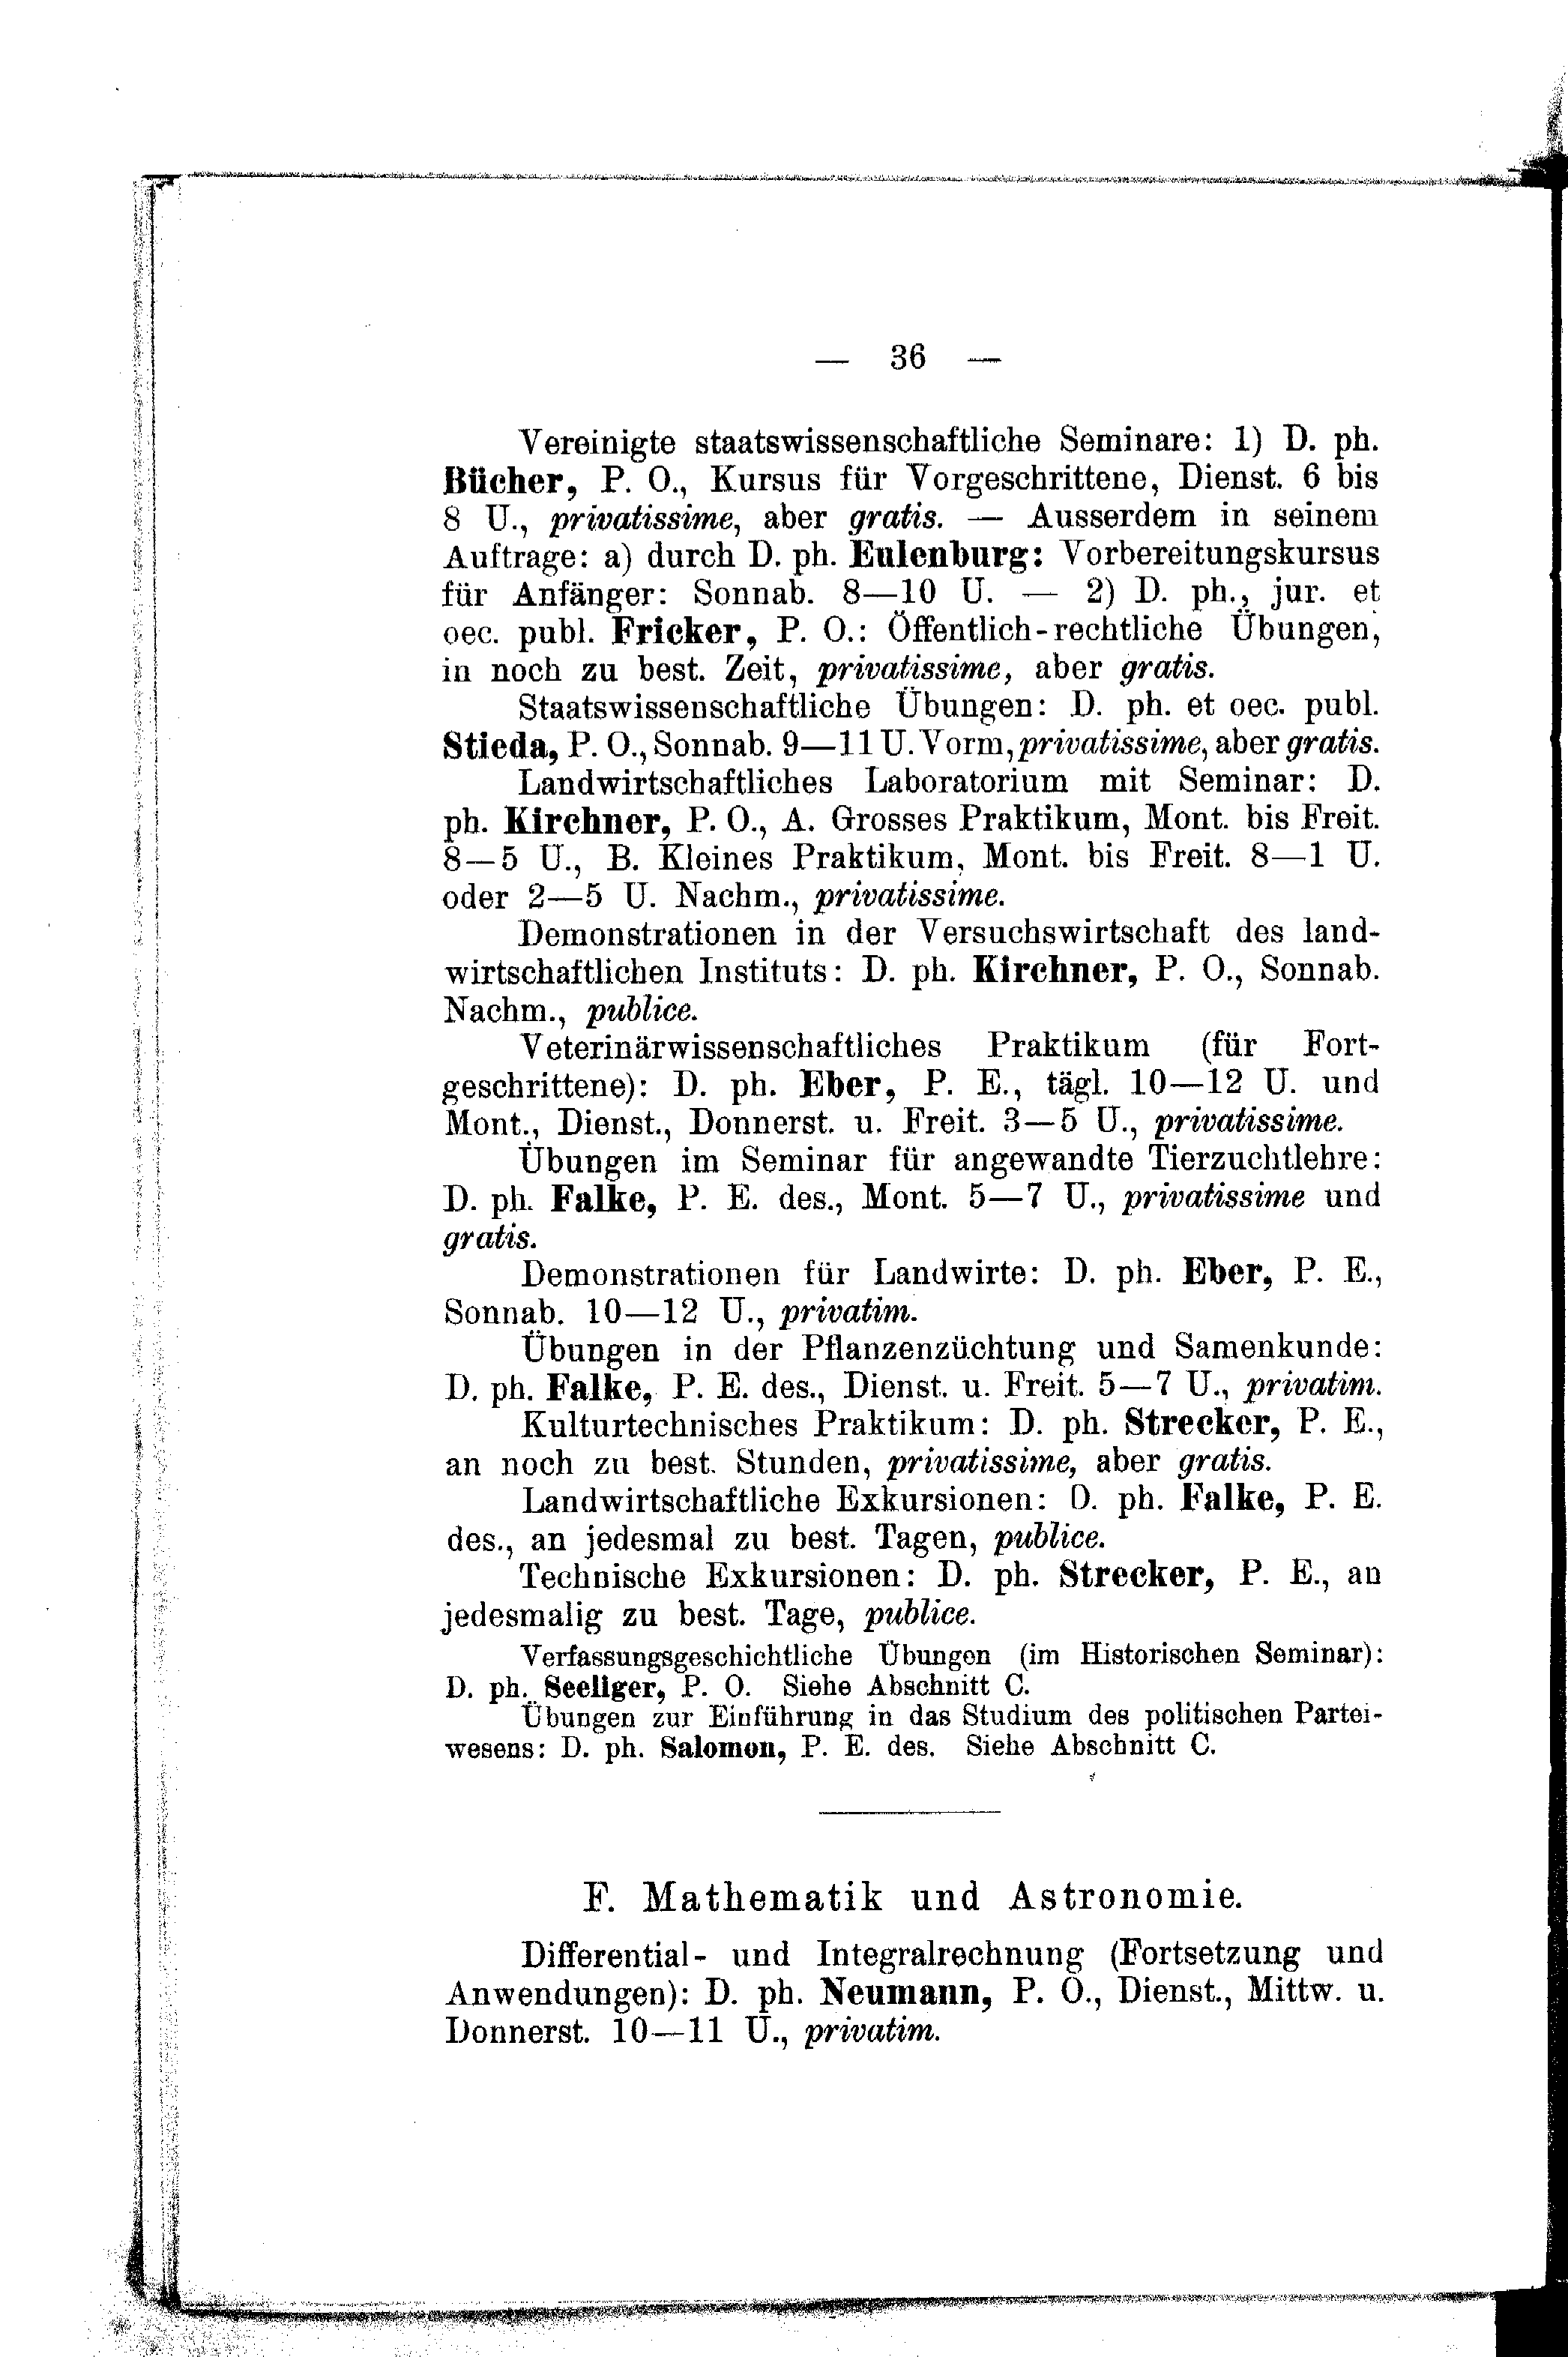 — 36 —
Vereinigte staatswissenschaftliche Seminare: 1) D. ph.
Bücher, P. O., Kursus für Vorgeschrittene, Dienst. 6 bis
8 U., privatissime, aber gratis. — Ausserdem in seinem
Auftrage: a) durch D. ph. Eulenburg: Vorbereitungskursus
für Anfänger: Sonnab. 8—10 U. — 2) D. ph., jur. et
oec. publ. Fricker, P. O.: Öffentlich-rechtliche Übungen,
in noch zu best. Zeit, privatissime, aber gratis.
Staatswissenschaftliche Übungen: D. ph. et oec. publ.
Stieda, P. O., Sonnab. 9—11 U. Vorm, privatissime, aber gratis.
Landwirtschaftliches Laboratorium mit Seminar: D.
ph. Kirchner, P. O., A. Grosses Praktikum, Mont. bis Freit.
8—5 U., B. Kleines Praktikum, Mont. bis Freit. 8—1 U.
oder 2—5 U. Nachm., privatissime.
Demonstrationen in der Versuchswirtschaft des land-
wirtschaftlichen Instituts: D. ph. Kirchner, P. O., Sonnab.
Nachm., publice.
Veterinärwissenschaftliches Praktikum (für Fort-
geschrittene): D. ph. Eber, P. E., tägl. 10—12 U. und
Mont., Dienst., Donnerst. u. Freit. 3—5 U., privatissime.
Übungen im Seminar für angewandte Tierzuchtlehre:
D. ph. Falke, P. E. des., Mont. 5—7 U., privatissime und
gratis.
Demonstrationen für Landwirte: D. ph. Eber, P. E.,
Sonnab. 10—12 U., privatim.
Übungen in der Pflanzenzüchtung und Samenkunde:
D. ph. Falke, P. E. des., Dienst. u. Freit. 5—7 U., privatim.
Kulturtechnisches Praktikum: D. ph. Strecker, P. E.,
an noch zu best. Stunden, privatissime, aber gratis.
Landwirtschaftliche Exkursionen: D. ph. Falke, P. E.
des., an jedesmal zu best. Tagen, publice.
Technische Exkursionen: D. ph. Strecker, P. E., an
jedesmalig zu best. Tage, publice.
Verfassungsgeschichtliche Übungen (im Historischen Seminar):
D. ph. Seeliger, P. O. Siehe Abschnitt C.
Übungen zur Einführung in das Studium des politischen Partei-
wesens: D. ph. Salomon, P. E. des. Siehe Abschnitt C.
F. Mathematik und Astronomie.
Differential- und Integralrechnung (Fortsetzung und
Anwendungen): D. ph. Neumann, P. O., Dienst., Mittw. u.
Donnerst. 10—11 U., privatim.